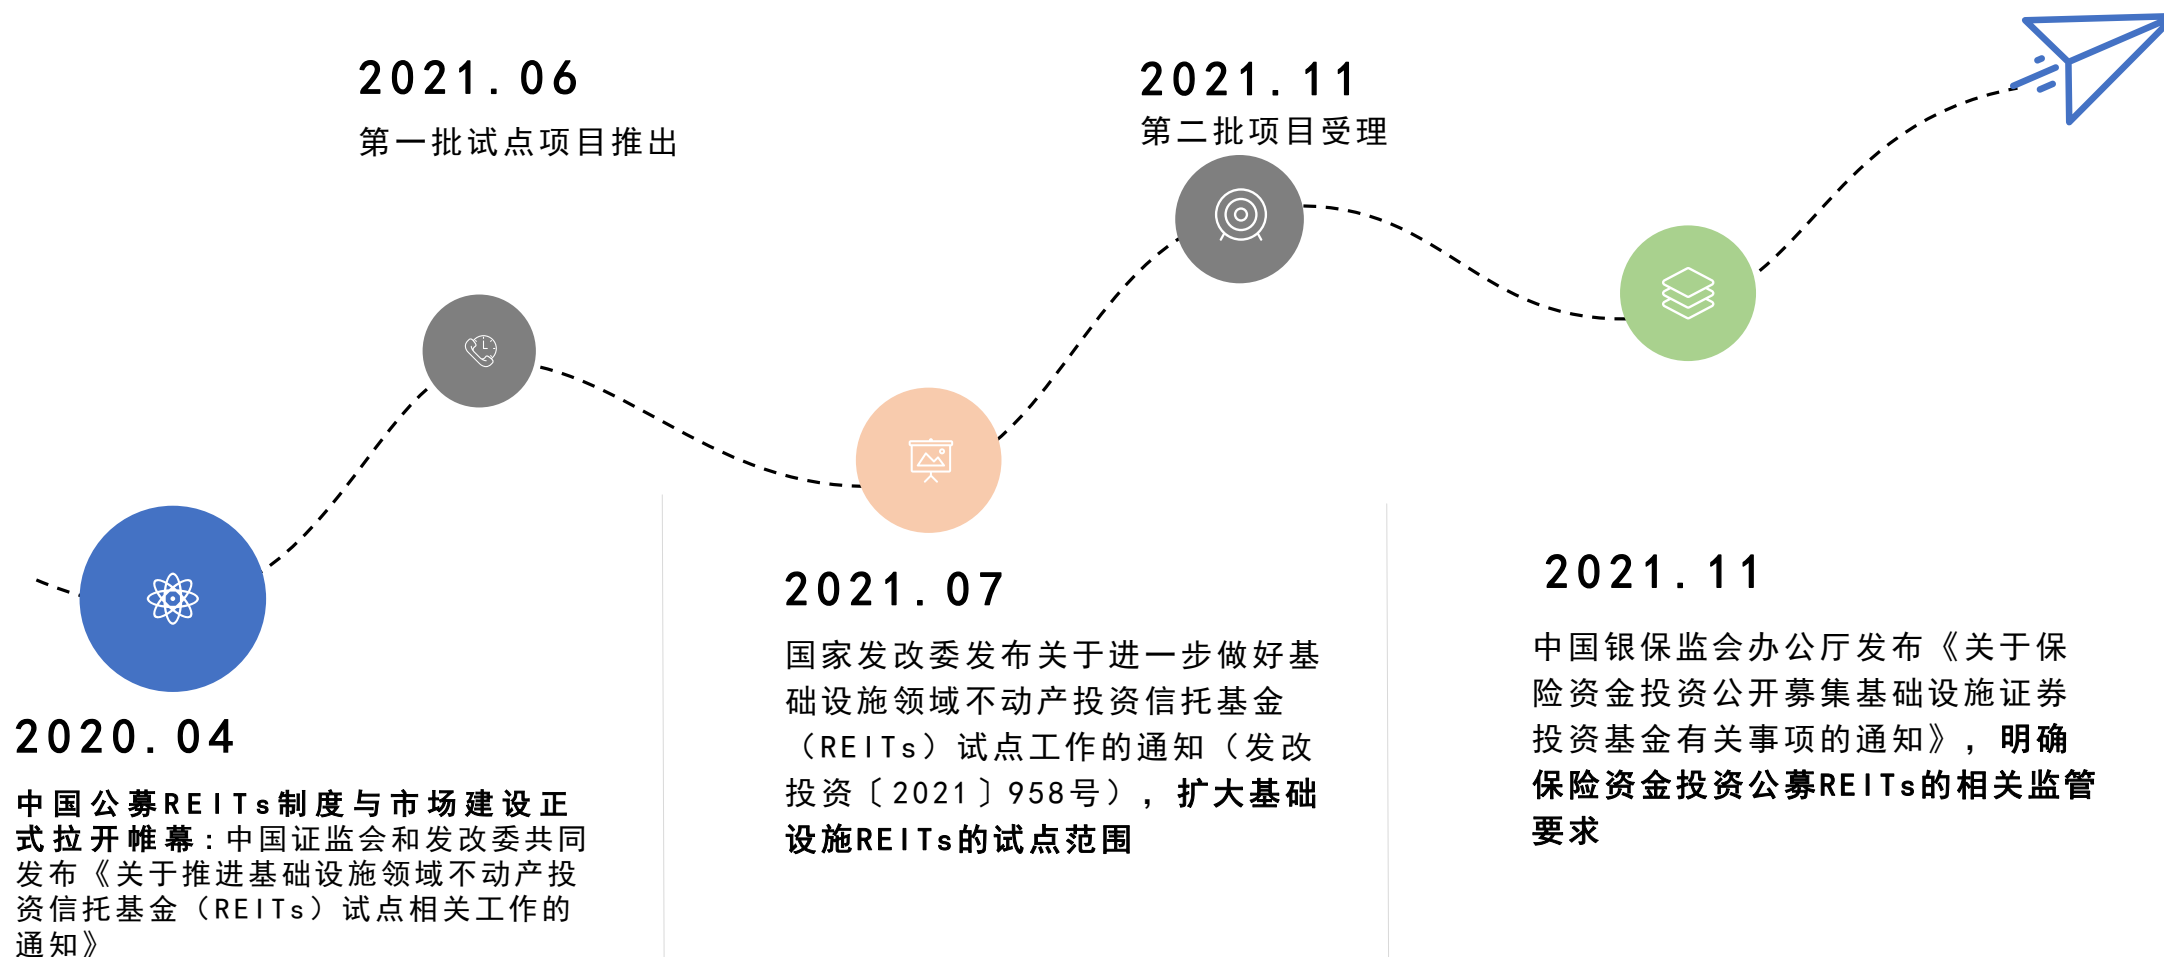 2021.06
第一批试点项目推出
2021.11
第二批项目受理
2020.04
中国公募REITs制度与市场建设正
式拉开帷幕：中国证监会和发改委共同
发布《关于推进基础设施领域不动产投
资信托基金（REITs）试点相关工作的
通知》
2021.07
国家发改委发布关于进一步做好基
础设施领域不动产投资信托基金
（REITs）试点工作的通知（发改
投资〔2021〕958号），扩大基础
设施REITs的试点范围
2021.11
中国银保监会办公厅发布《关于保
险资金投资公开募集基础设施证券
投资基金有关事项的通知》，明确
保险资金投资公募REITs的相关监管
要求